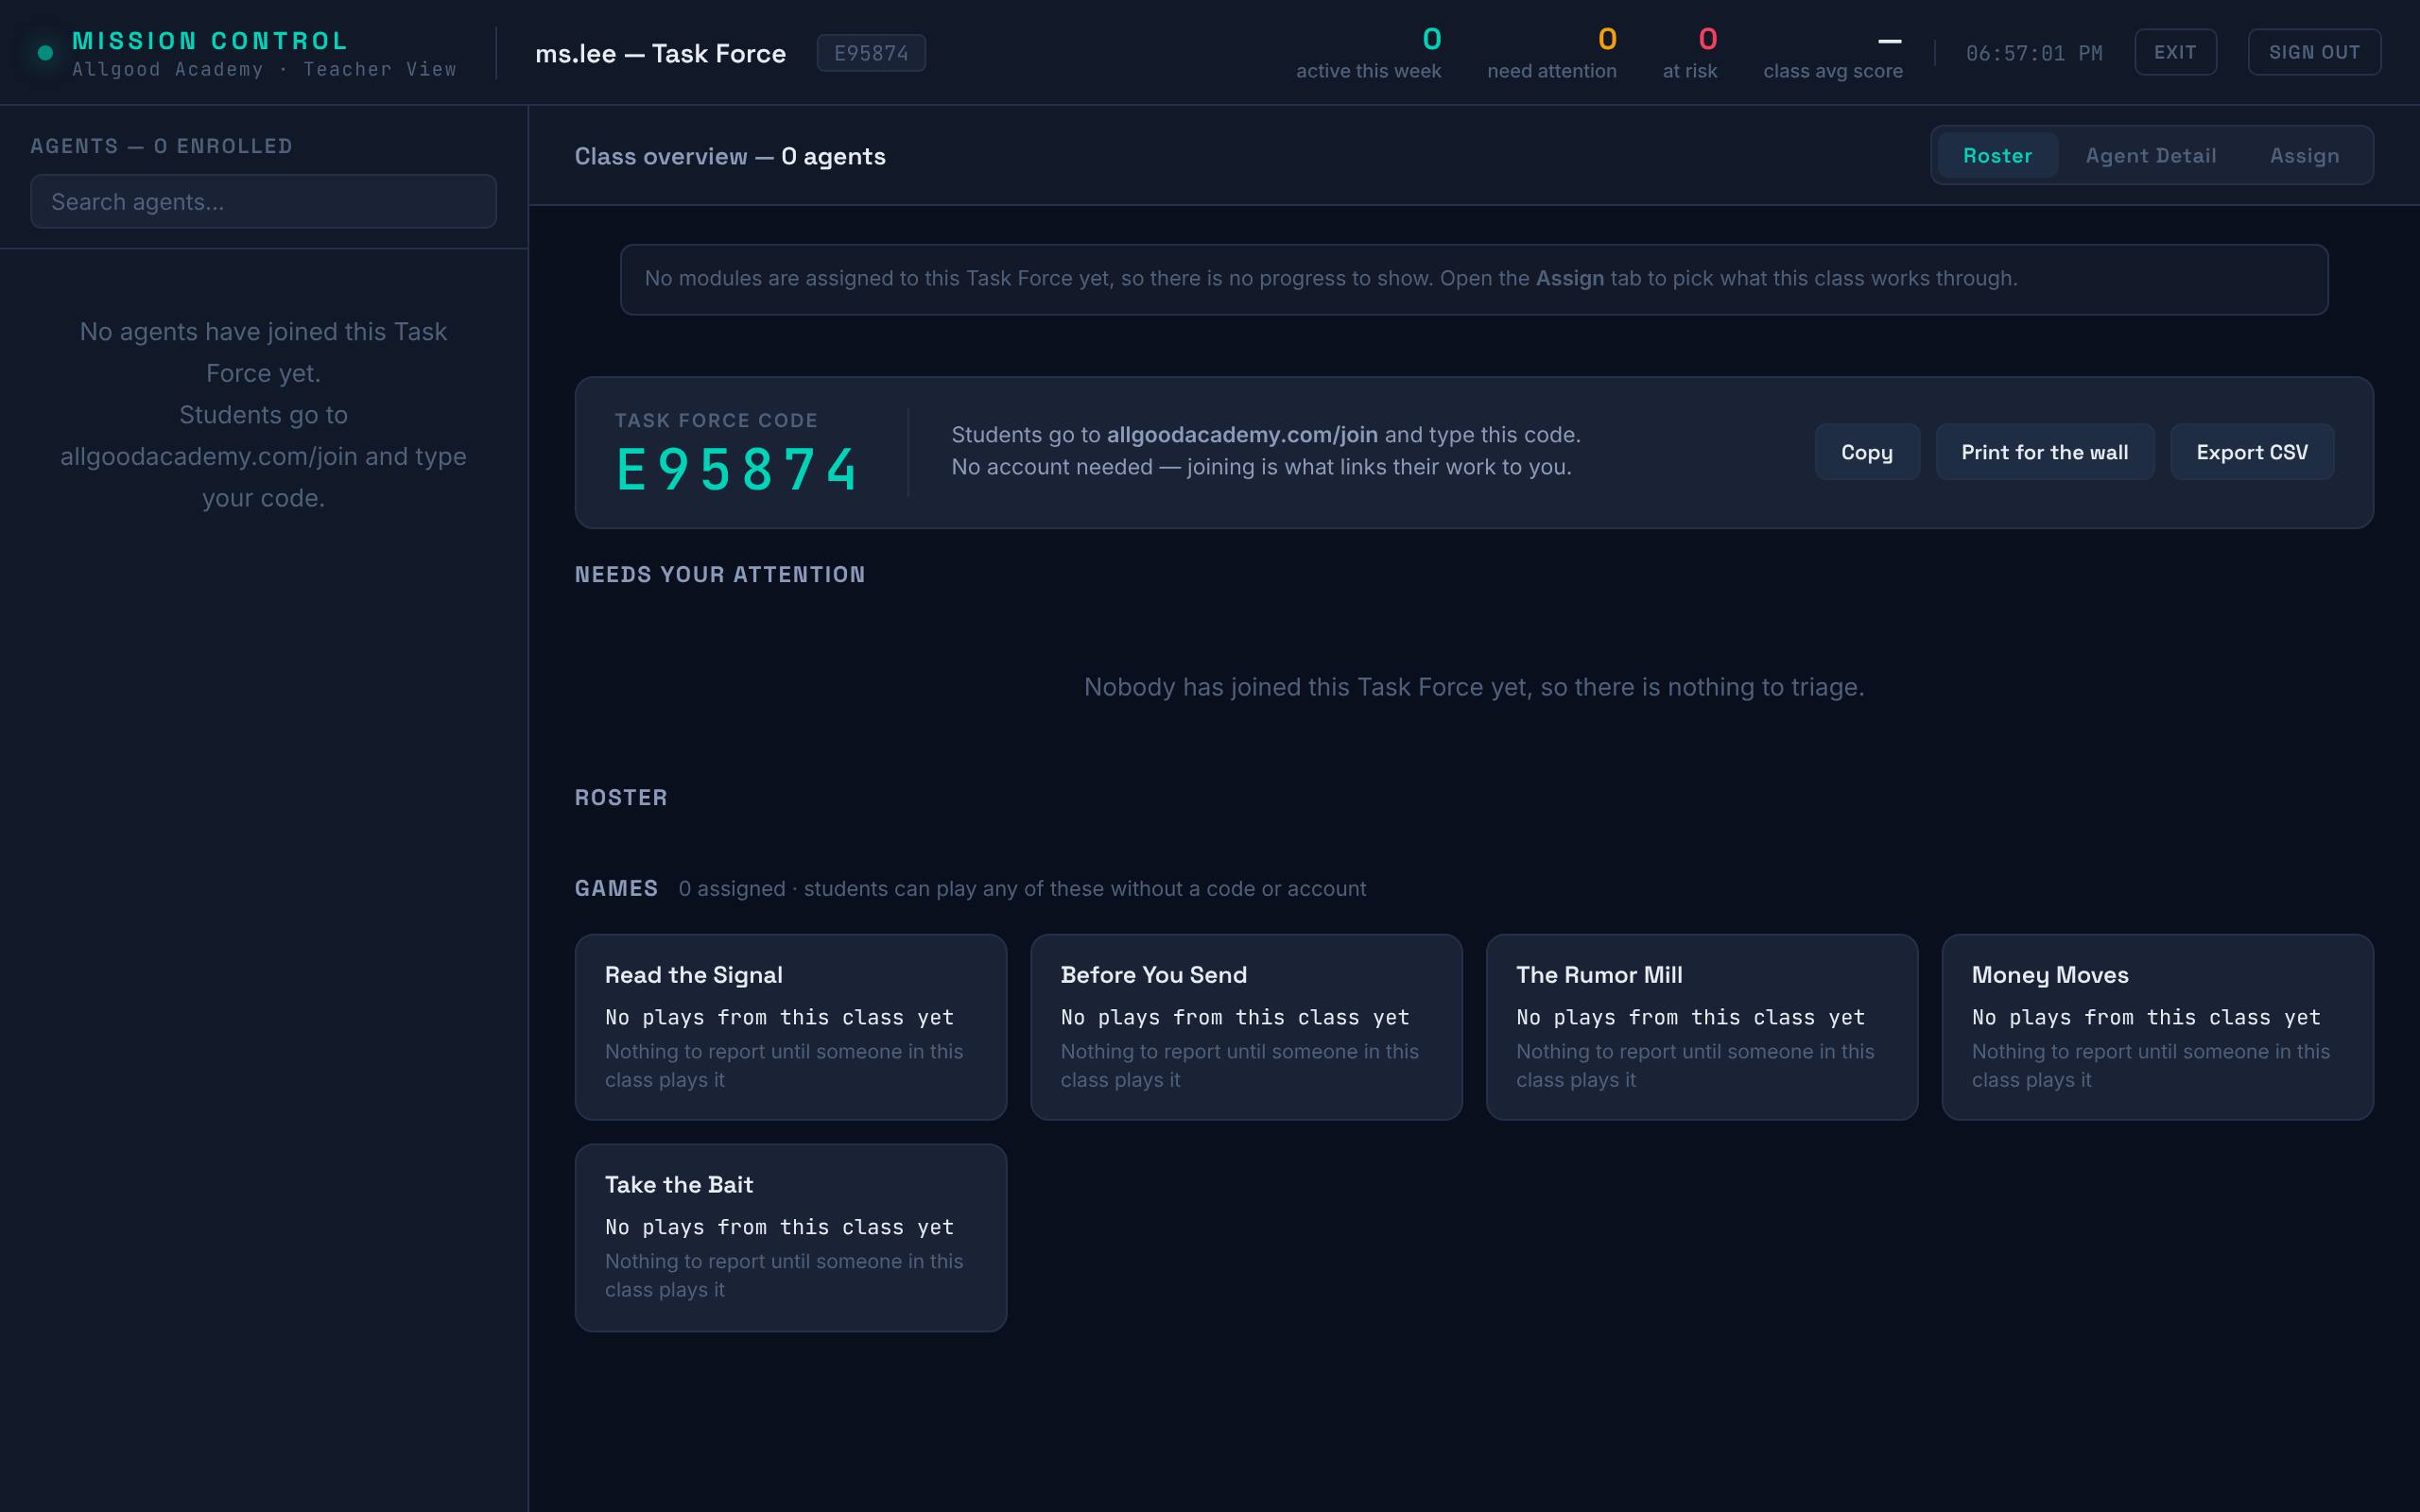 MISSION CONTROL
Allgood Academy · Teacher View
ms.lee — Task Force
E95874
0
active this week
0
need attention
0
at risk
—
class avg score
06:57:01 PM
EXIT
SIGN OUT
AGENTS — 0 ENROLLED
Search agents...
No agents have joined this Task
Force yet.
Students go to
allgoodacademy.com/join and type
your code.
Class overview — 0 agents
Roster
Agent Detail
Assign
No modules are assigned to this Task Force yet, so there is no progress to show. Open the Assign tab to pick what this class works through.
TASK FORCE CODE
E95874
Students go to allgoodacademy.com/join and type this code.
No account needed — joining is what links their work to you.
Copy
Print for the wall
Export CSV
NEEDS YOUR ATTENTION
Nobody has joined this Task Force yet, so there is nothing to triage.
ROSTER
GAMES 0 assigned · students can play any of these without a code or account
Read the Signal
No plays from this class yet
Nothing to report until someone in this
class plays it
Before You Send
No plays from this class yet
Nothing to report until someone in this
class plays it
The Rumor Mill
No plays from this class yet
Nothing to report until someone in this
class plays it
Money Moves
No plays from this class yet
Nothing to report until someone in this
class plays it
Take the Bait
No plays from this class yet
Nothing to report until someone in this
class plays it